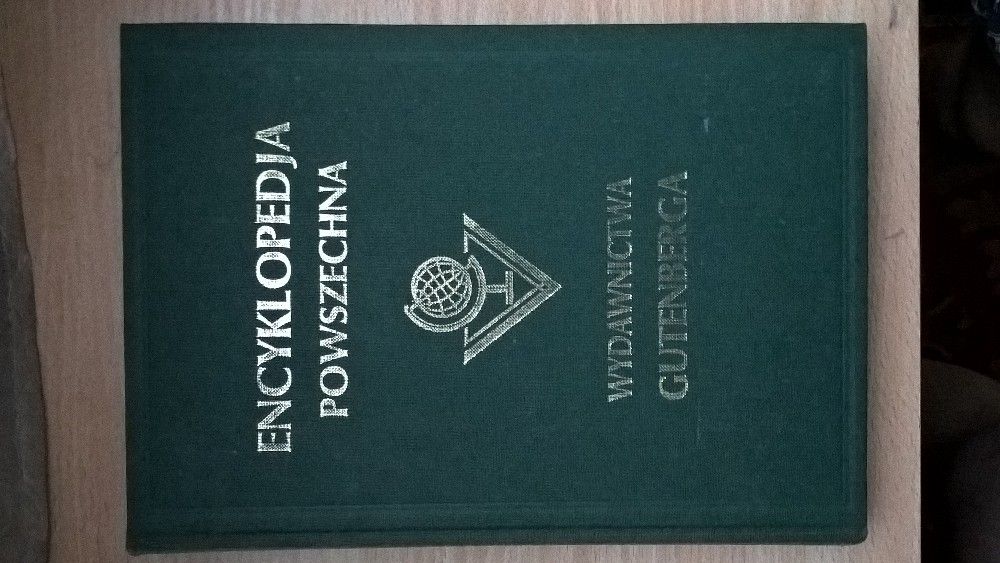 ENCYKLOPEDJA
POWSZECHNA
WYDAWNICTWA
GUTENBERGA